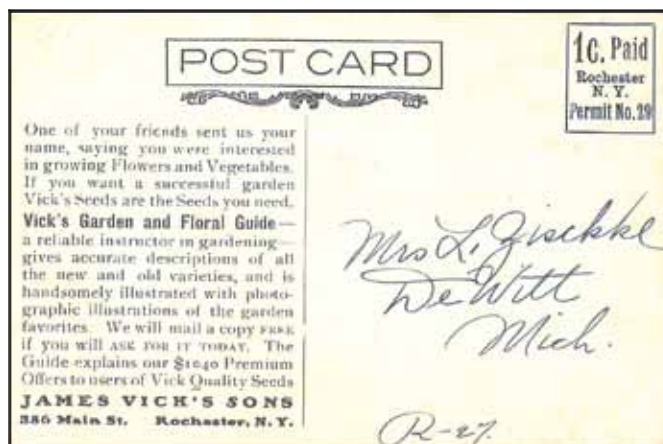 POST CARD
1c. Paid
Rochester
N. Y.
Permit No. 29
One of your friends sent us your
name, saying you were interested
in growing Flowers and Vegetables.
If you want a successful garden
Vick's Seeds are the Seeds you need.
Vick's Garden and Floral Guide—
a reliable instructor in gardening—
gives accurate descriptions of all
the new and old varieties, and is
handsomely illustrated with photo-
graphic illustrations of the garden
favorites. We will mail a copy FREE
if you will ASK FOR IT TODAY. The
Guide explains our $1040 Premium
Offers to users of Vick Quality Seeds
JAMES VICK'S SONS
386 Main St. Rochester, N. Y.
Mrs L. 
DeWitt
Mich.
R-27.